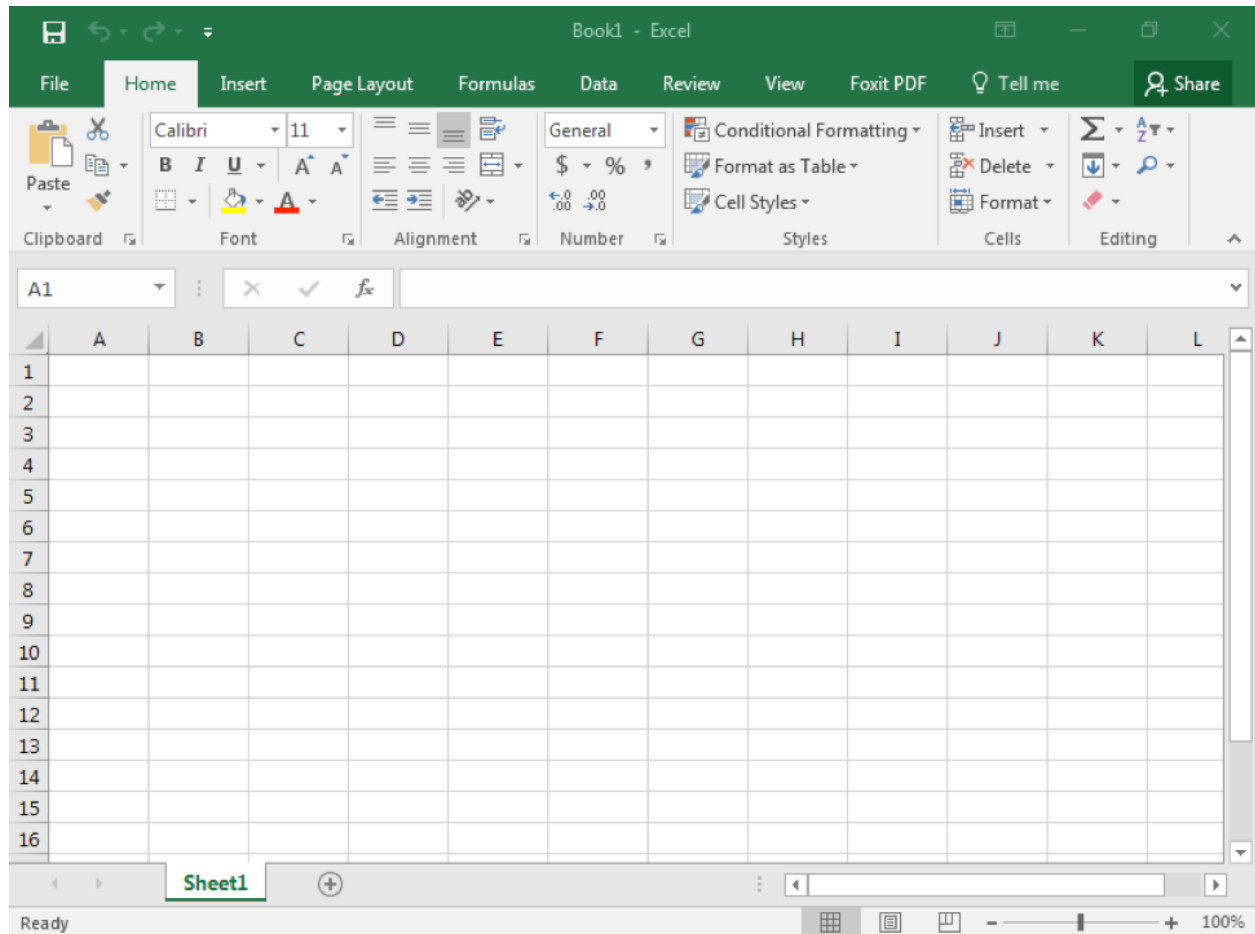 Book1 - Excel
File Home Insert Page Layout Formulas Data Review View Foxit PDF Tell me Share
Calibri 11 General Conditional Formatting Insert Σ
Paste B I U A A $ % , Format as Table Delete
A Cell Styles Format
Clipboard Font Alignment Number Styles Cells Editing
A1 fx
A B C D E F G H I J K L
1
2
3
4
5
6
7
8
9
10
11
12
13
14
15
16
Sheet1
Ready 100%